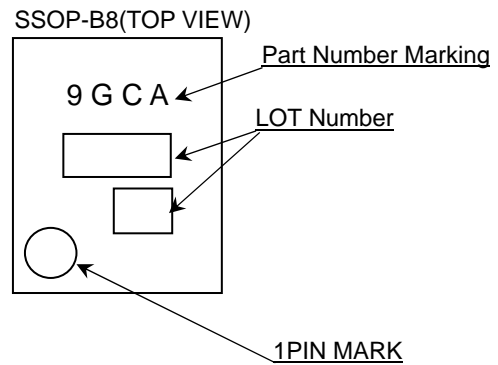 SSOP-B8(TOP VIEW)
Part Number Marking
9 G C A
LOT Number
1PIN MARK